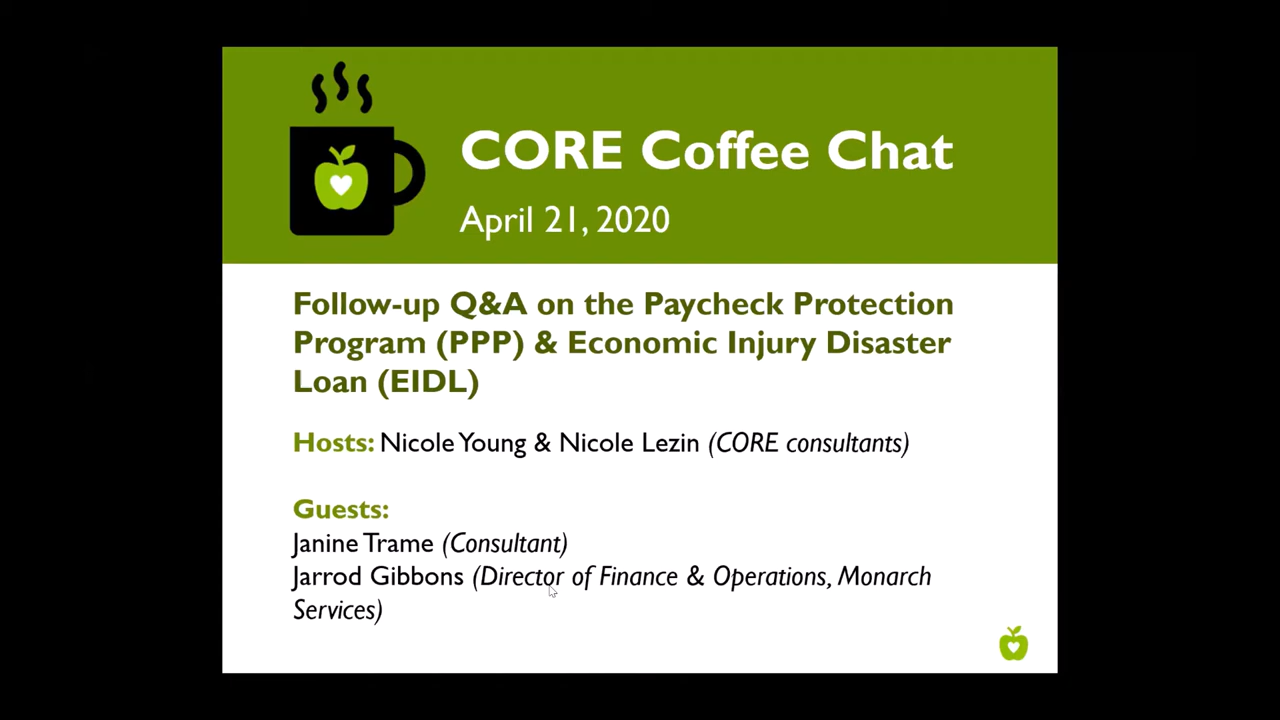 CORE Coffee Chat
April 21, 2020
Follow-up Q&A on the Paycheck Protection
Program (PPP) & Economic Injury Disaster
Loan (EIDL)
Hosts: Nicole Young & Nicole Lezin (CORE consultants)
Guests:
Janine Trame (Consultant)
Jarrod Gibbons (Director of Finance & Operations, Monarch
Services)